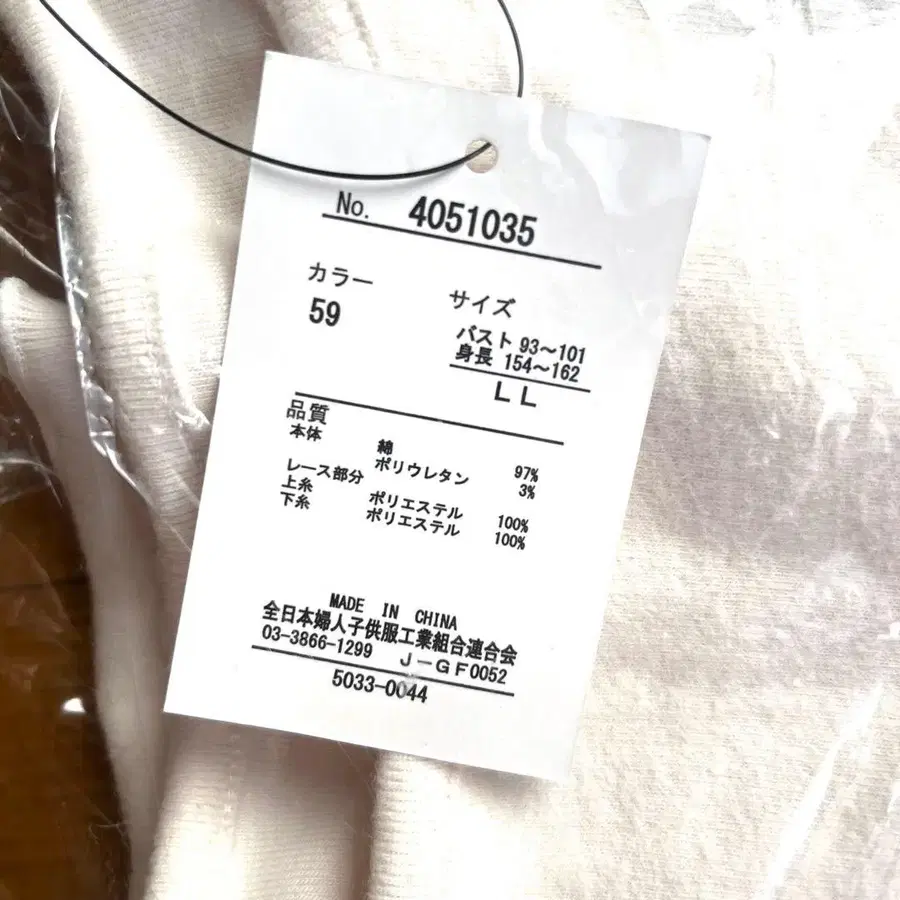 No. 4051035
カラー サイズ
59 バスト 93〜101
身長 154〜162
LL
品質
本体 綿 97%
ポリウレタン 3%
レース部分
上糸 ポリエステル 100%
下糸 ポリエステル 100%
MADE IN CHINA
全日本婦人子供服工業組合連合会
03-3866-1299 J-GF0052
5033-0044